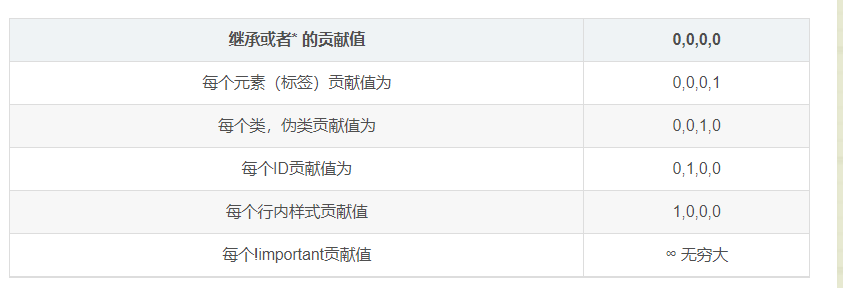 继承或者* 的贡献值 0,0,0,0
每个元素（标签）贡献值为 0,0,0,1
每个类，伪类贡献值为 0,0,1,0
每个ID贡献值为 0,1,0,0
每个行内样式贡献值 1,0,0,0
每个!important贡献值 ∞ 无穷大